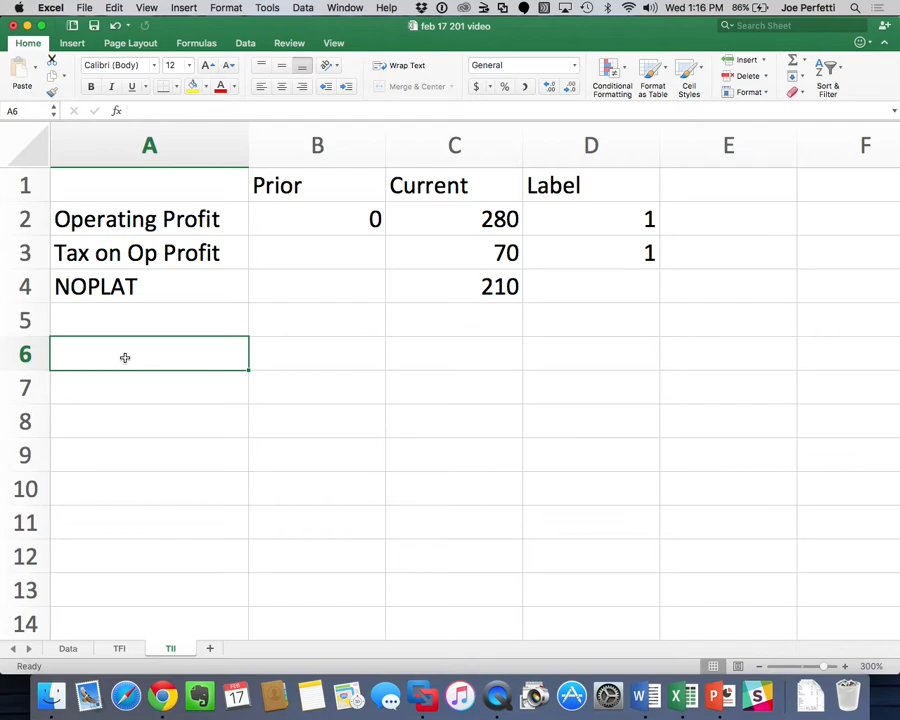 Excel File Edit View Insert Format Tools Data Window Help 86% Wed 1:16 PM Joe Perfetti
feb 17 201 video
Search Sheet
Home Insert Page Layout Formulas Data Review View
Paste
Calibri (Body) 12
A A
B I U A
Wrap Text
Merge & Center
General
$ % ,
Conditional Formatting
Format as Table
Cell Styles
Insert
Delete
Format
Sort & Filter
A6 fx
A B C D E F
1 Prior Current Label
2 Operating Profit 0 280 1
3 Tax on Op Profit 70 1
4 NOPLAT 210
5
6
7
8
9
10
11
12
13
14
Data TFI TII
Ready 300%
FEB
17